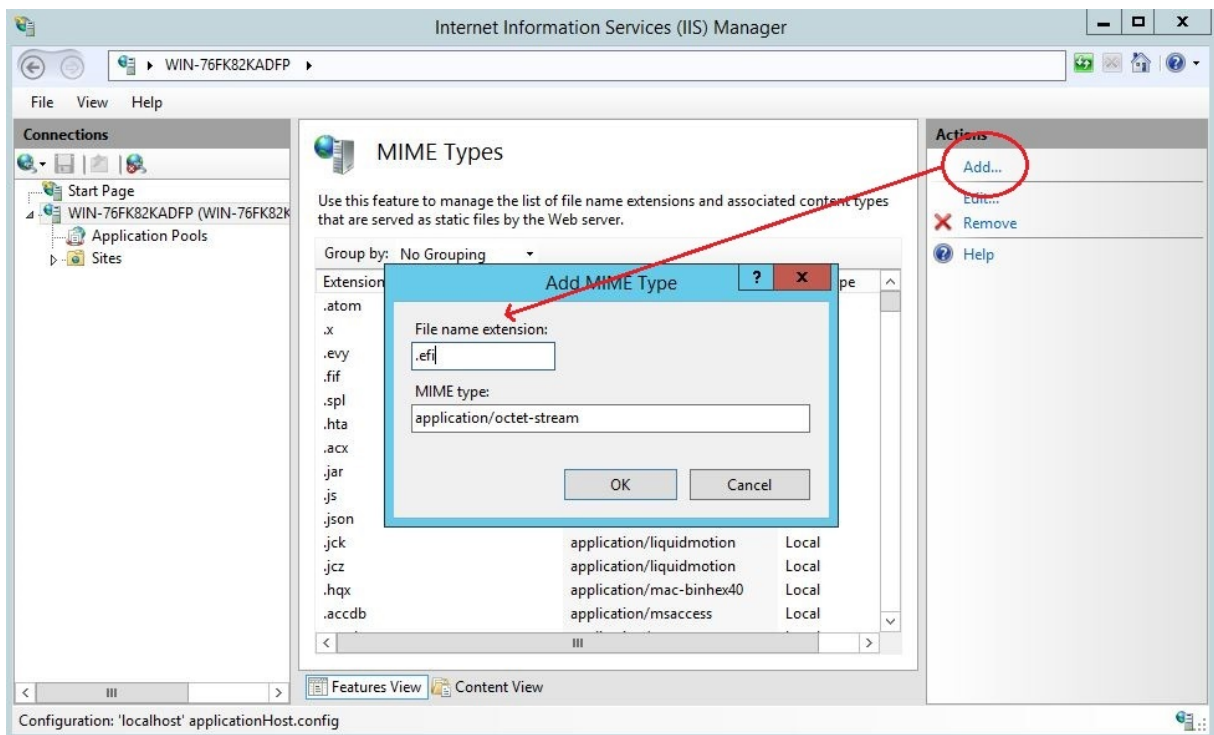 Internet Information Services (IIS) Manager
WIN-76FK82KADFP
File View Help
Connections
Start Page
WIN-76FK82KADFP (WIN-76FK82K
Application Pools
Sites
MIME Types
Use this feature to manage the list of file name extensions and associated content types
that are served as static files by the Web server.
Group by: No Grouping
Extension pe
.atom
.x
.evy
.fif
.spl
.hta
.acx
.jar
.js
.json
.jck application/liquidmotion Local
.jcz application/liquidmotion Local
.hqx application/mac-binhex40 Local
.accdb application/msaccess Local
Add MIME Type ? x
File name extension:
.efi
MIME type:
application/octet-stream
OK Cancel
Features View Content View
Actions
Add...
Edit...
Remove
Help
Configuration: 'localhost' applicationHost.config